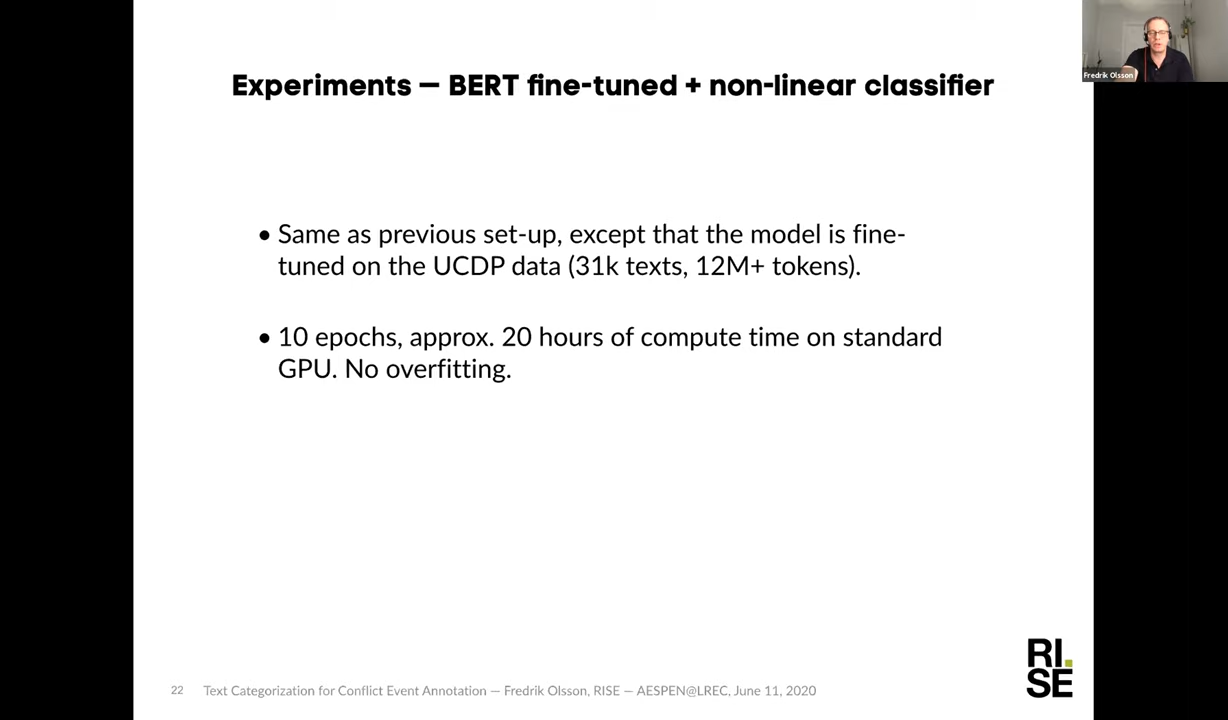 Fredrik Olsson
Experiments — BERT fine-tuned + non-linear classifier
• Same as previous set-up, except that the model is fine-
tuned on the UCDP data (31k texts, 12M+ tokens).
• 10 epochs, approx. 20 hours of compute time on standard
GPU. No overfitting.
RI.
SE
22 Text Categorization for Conflict Event Annotation — Fredrik Olsson, RISE — AESPEN@LREC, June 11, 2020